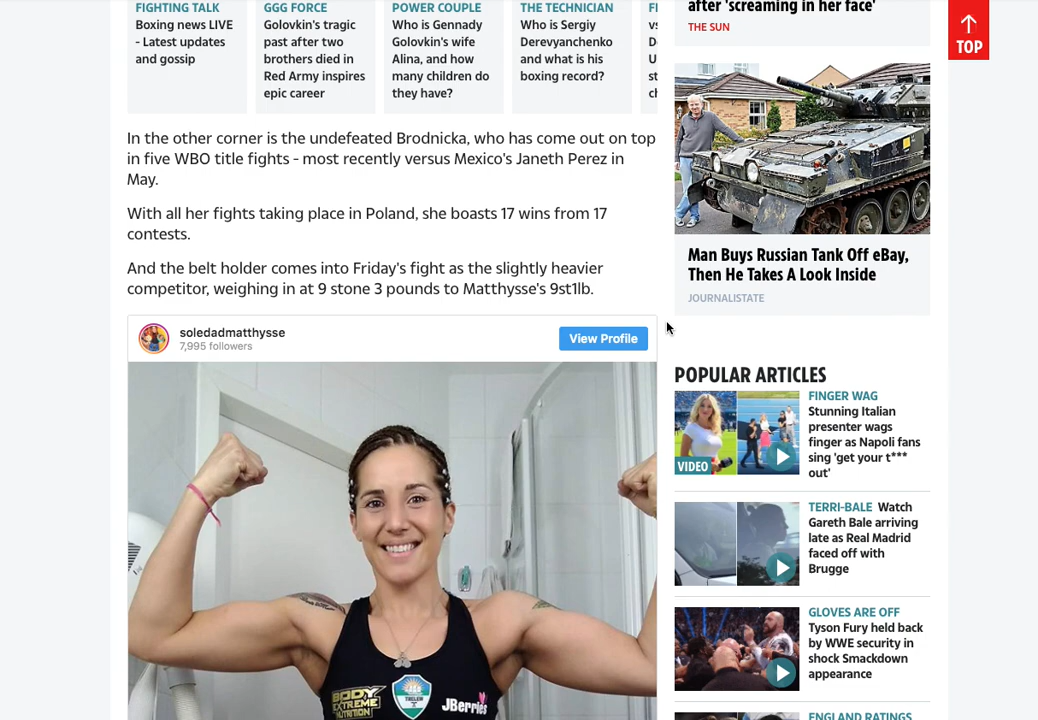 FIGHTING TALK
Boxing news LIVE
- Latest updates
and gossip
GGG FORCE
Golovkin's tragic
past after two
brothers died in
Red Army inspires
epic career
POWER COUPLE
Who is Gennady
Golovkin's wife
Alina, and how
many children do
they have?
THE TECHNICIAN
Who is Sergiy
Derevyanchenko
and what is his
boxing record?
In the other corner is the undefeated Brodnicka, who has come out on top
in five WBO title fights - most recently versus Mexico's Janeth Perez in
May.
With all her fights taking place in Poland, she boasts 17 wins from 17
contests.
And the belt holder comes into Friday's fight as the slightly heavier
competitor, weighing in at 9 stone 3 pounds to Matthysse's 9st1lb.
soledadmatthysse
7,995 followers
View Profile
BODY
EXTREME
NUTRITION
JBerries
after 'screaming in her face'
THE SUN
TOP
Man Buys Russian Tank Off eBay,
Then He Takes A Look Inside
JOURNALISTATE
POPULAR ARTICLES
VIDEO
FINGER WAG
Stunning Italian
presenter wags
finger as Napoli fans
sing 'get your t***
out'
TERRI-BALE Watch
Gareth Bale arriving
late as Real Madrid
faced off with
Brugge
GLOVES ARE OFF
Tyson Fury held back
by WWE security in
shock Smackdown
appearance
ENGLAND RATINGS